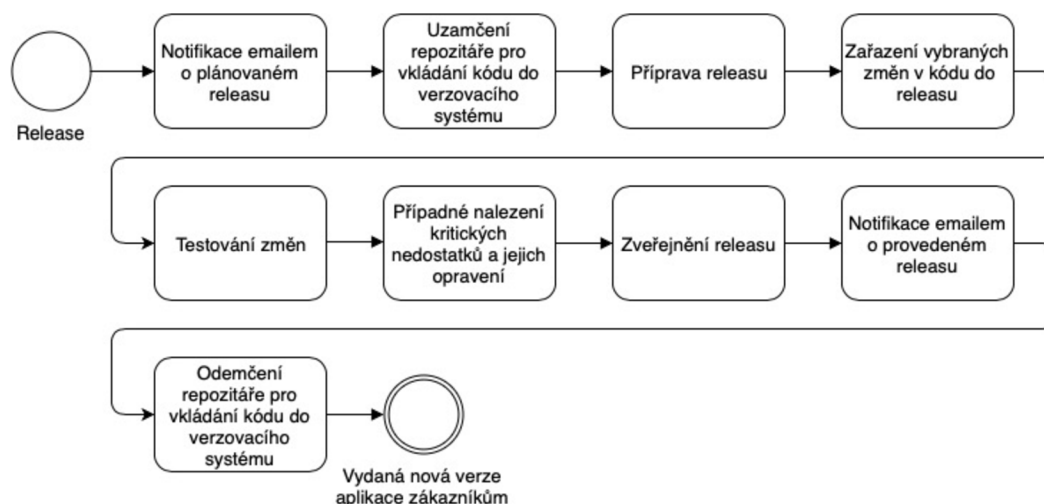 Release
Notifikace emailem
o plánovaném
releasu
Uzamčení
repozitáře pro
vkládání kódu do
verzovacího
systému
Příprava releasu
Zařazení vybraných
změn v kódu do
releasu
Testování změn
Případné nalezení
kritických
nedostatků a jejich
opravení
Zveřejnění releasu
Notifikace emailem
o provedeném
releasu
Odemčení
repozitáře pro
vkládání kódu do
verzovacího
systému
Vydaná nová verze
aplikace zákazníkům